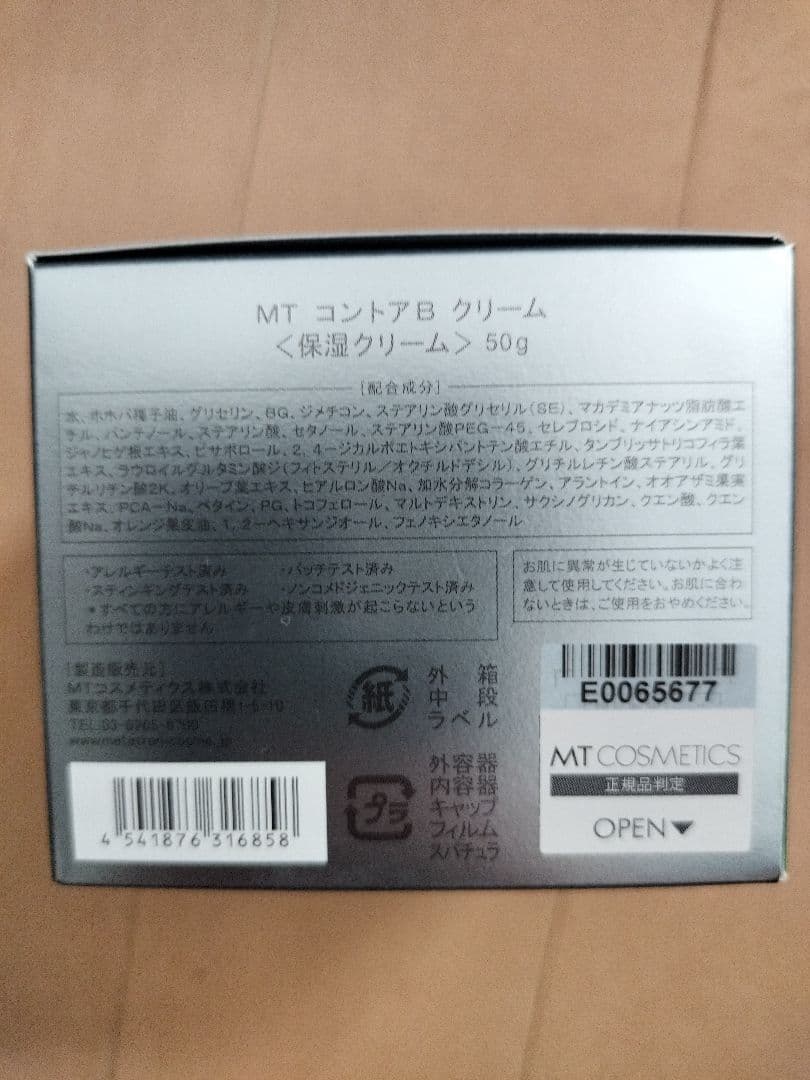 MT コントアB クリーム
＜保湿クリーム＞ 50g
[配合成分]
水、ホホバ種子油、グリセリン、BG、ジメチコン、ステアリン酸グリセリル(SE)、マカデミアナッツ脂肪酸エ
チル、パンテノール、ステアリン酸、セタノール、ステアリン酸PEG－45、セレブロシド、ナイアシンアミド、
ジャノヒゲ根エキス、ビサボロール、2，4－ジカルボエトキシパントテン酸エチル、タンブリッサトリコフィラ葉
エキス、ラウロイルグルタミン酸ジ(フィトステリル／オクチルドデシル)、グリチルレチン酸ステアリル、グリ
チルリチン酸2K、オリーブ葉エキス、ヒアルロン酸Na、加水分解コラーゲン、アラントイン、オオアザミ果実
エキス、PCA－Na、ベタイン、PG、トコフェロール、マルトデキストリン、サクシノグリカン、クエン酸、クエン
酸Na、オレンジ果皮油、1，2－ヘキサンジオール、フェノキシエタノール
・アレルギーテスト済み ・パッチテスト済み
・スティンギングテスト済み ・ノンコメドジェニックテスト済み
＊すべての方にアレルギーや皮膚刺激が起こらないという
わけではありません
お肌に異常が生じていないかよく注
意して使用してください。お肌に合わ
ないときは、ご使用をおやめください。
[製造販売元]
MTコスメティクス株式会社
東京都千代田区飯田橋1-5-10
www.metatron-cosme.jp
紙
外箱
中段
ラベル
プラ
外容器
内容器
キャップ
フィルム
スパチュラ
4 541876 316858
E0065677
MT COSMETICS
正規品判定
OPEN▼